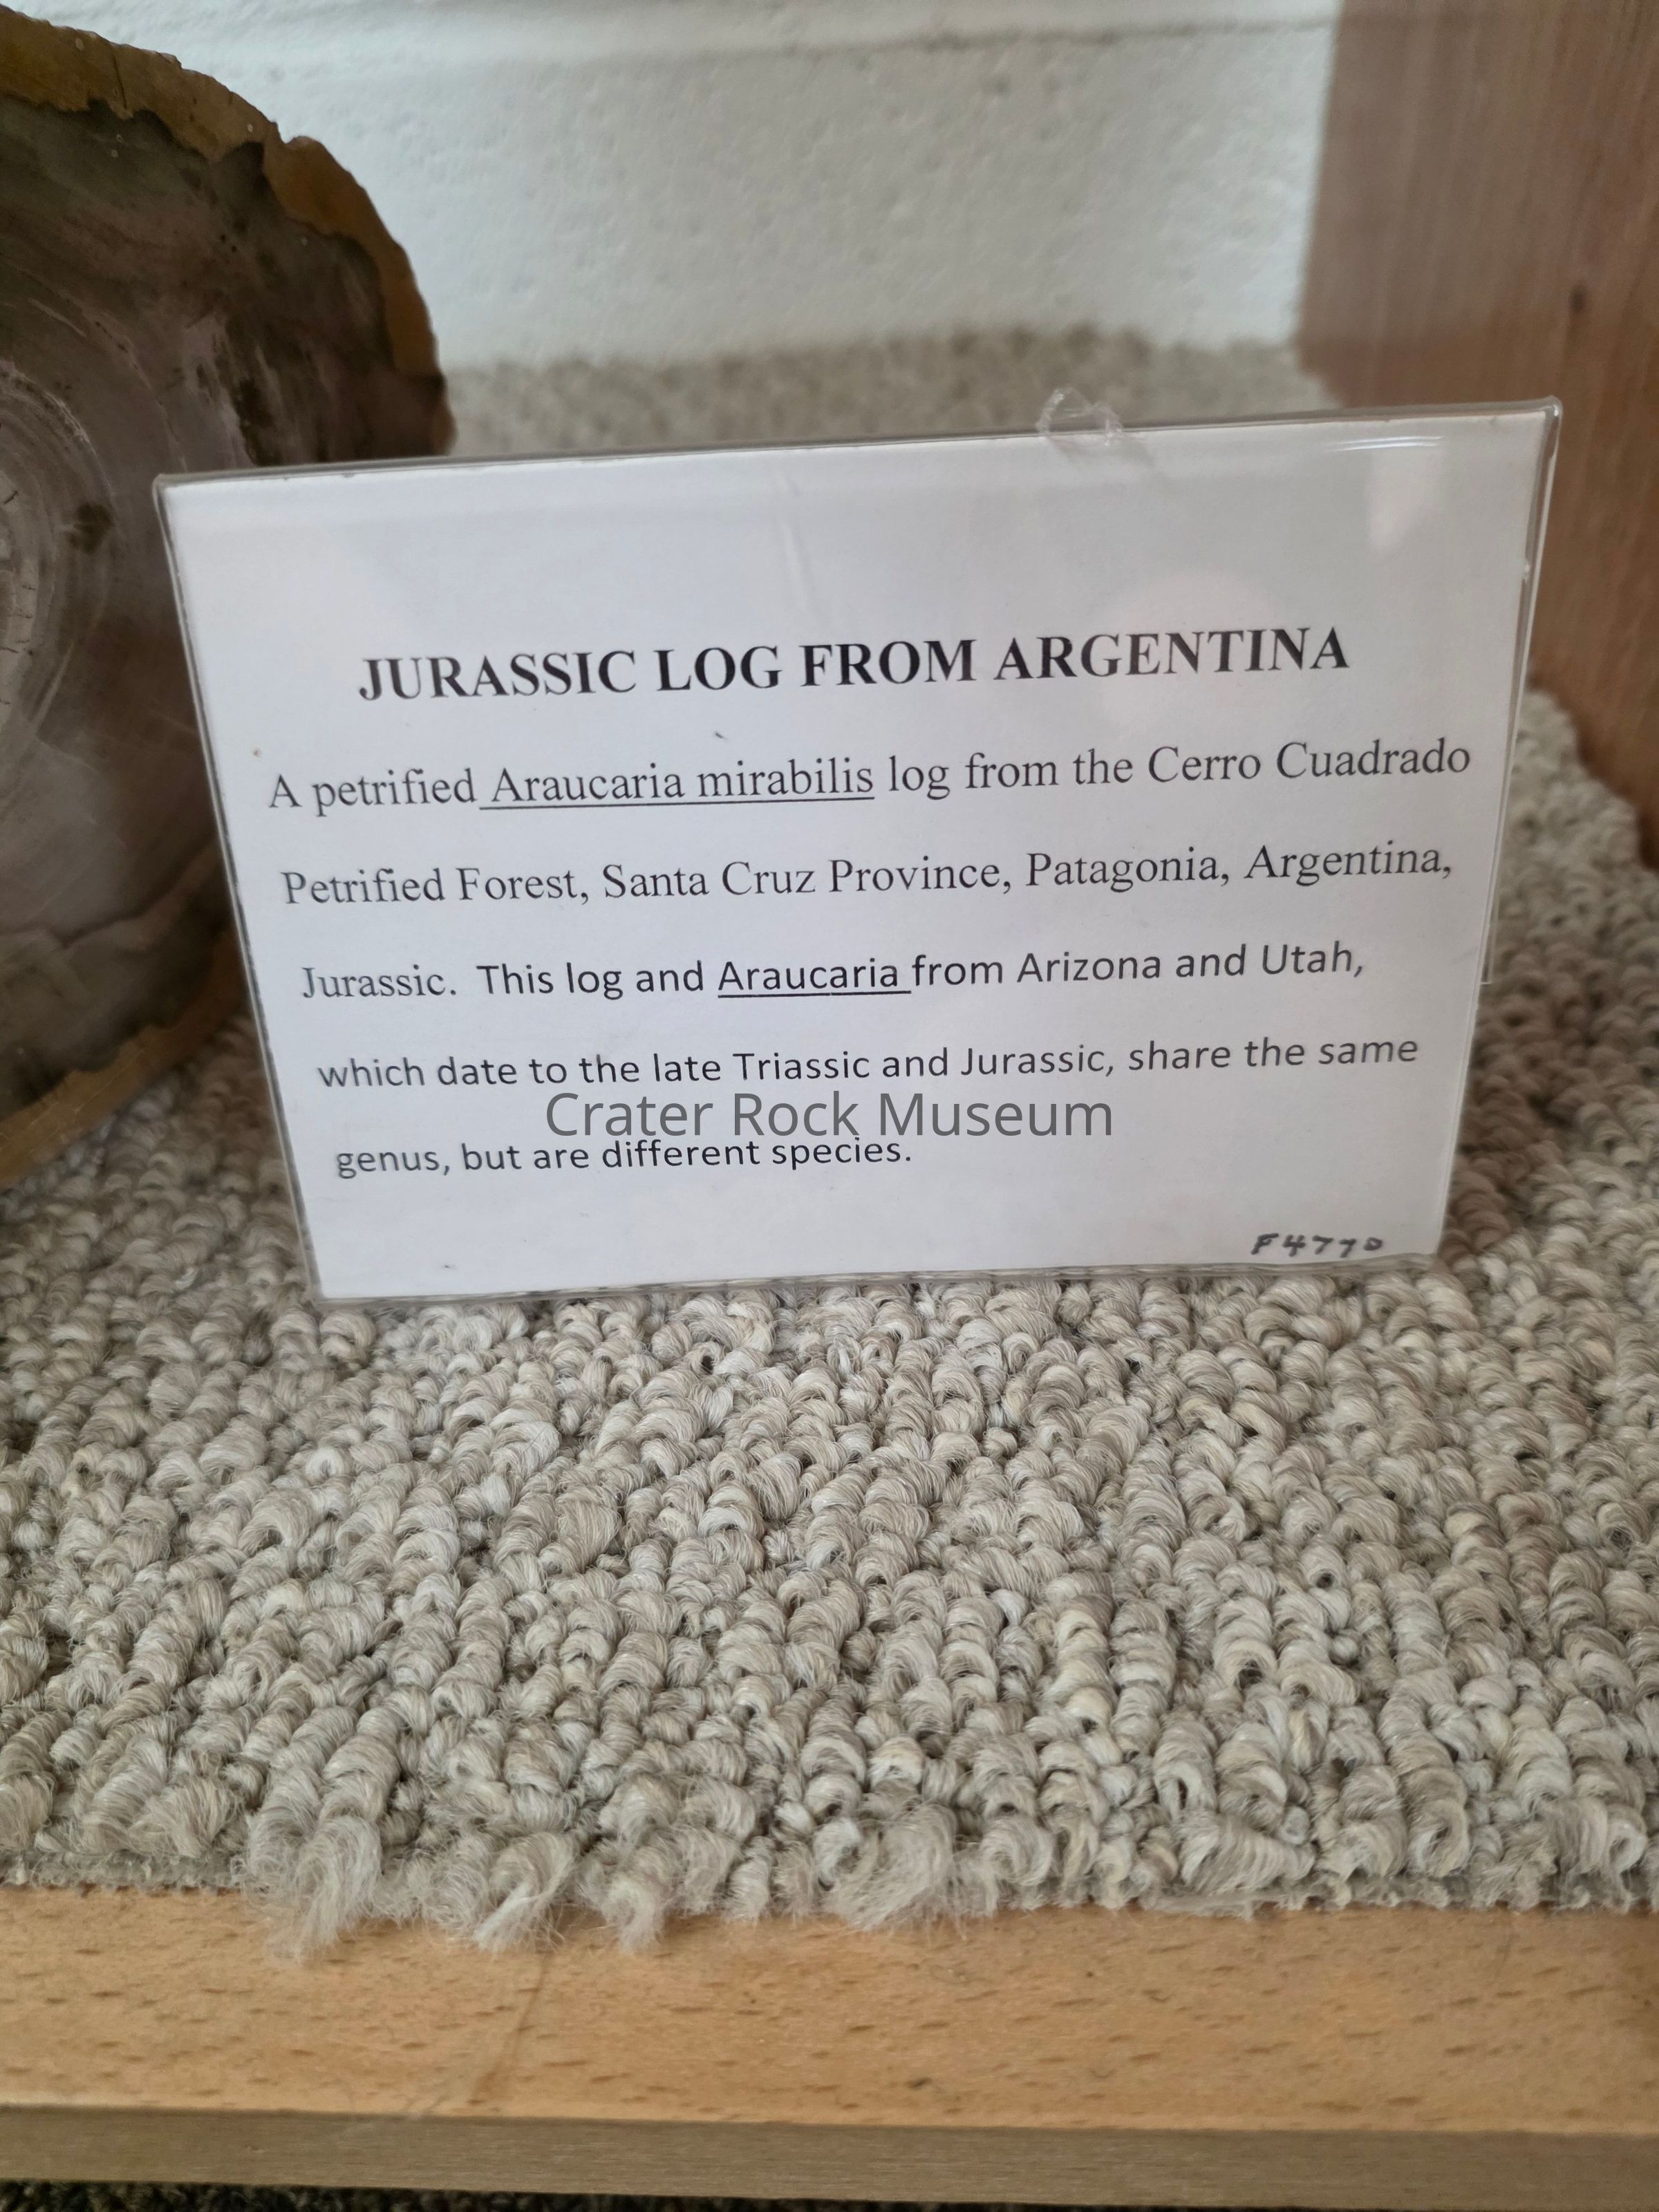 JURASSIC LOG FROM ARGENTINA
A petrified Araucaria mirabilis log from the Cerro Cuadrado
Petrified Forest, Santa Cruz Province, Patagonia, Argentina,
Jurassic. This log and Araucaria from Arizona and Utah,
which date to the late Triassic and Jurassic, share the same
Crater Rock Museum
genus, but are different species.
F4770